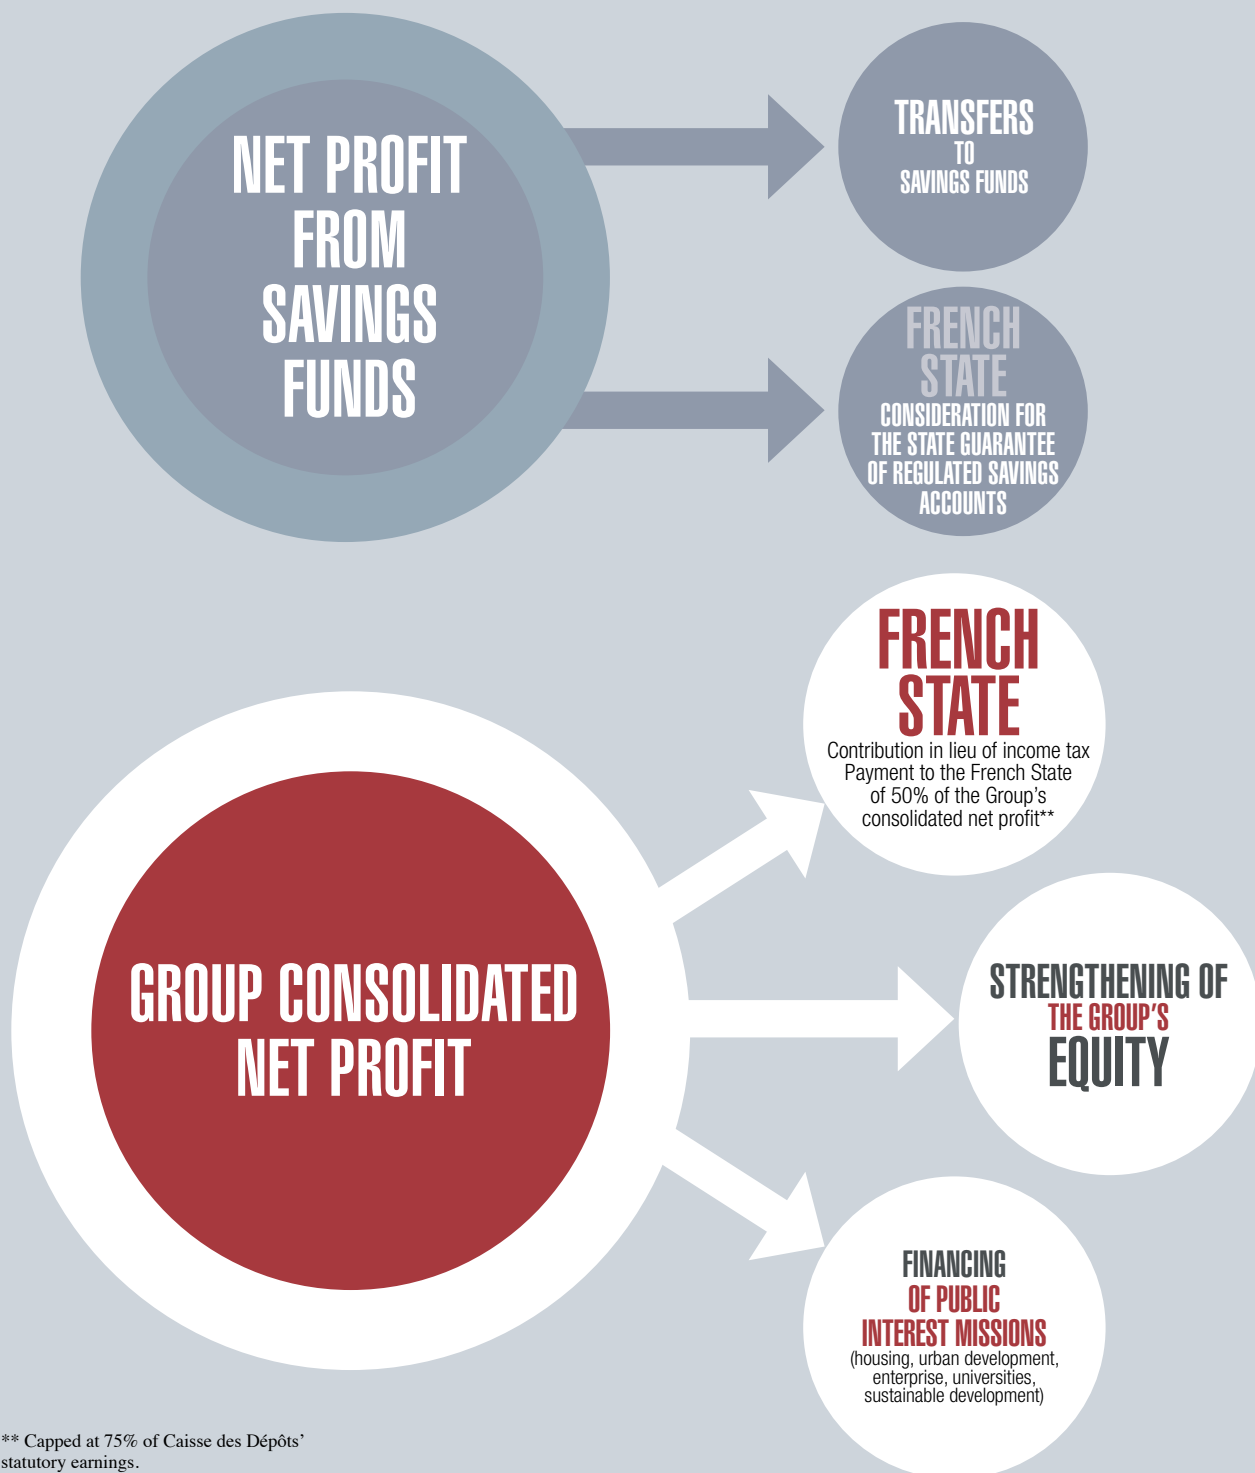 NET PROFIT
FROM
SAVINGS
FUNDS
TRANSFERS
TO
SAVINGS FUNDS
FRENCH
STATE
CONSIDERATION FOR
THE STATE GUARANTEE
OF REGULATED SAVINGS
ACCOUNTS
GROUP CONSOLIDATED
NET PROFIT
FRENCH
STATE
Contribution in lieu of income tax
Payment to the French State
of 50% of the Group’s
consolidated net profit**
STRENGTHENING OF
THE GROUP’S
EQUITY
FINANCING
OF PUBLIC
INTEREST MISSIONS
(housing, urban development,
enterprise, universities,
sustainable development)
** Capped at 75% of Caisse des Dépôts’
statutory earnings.